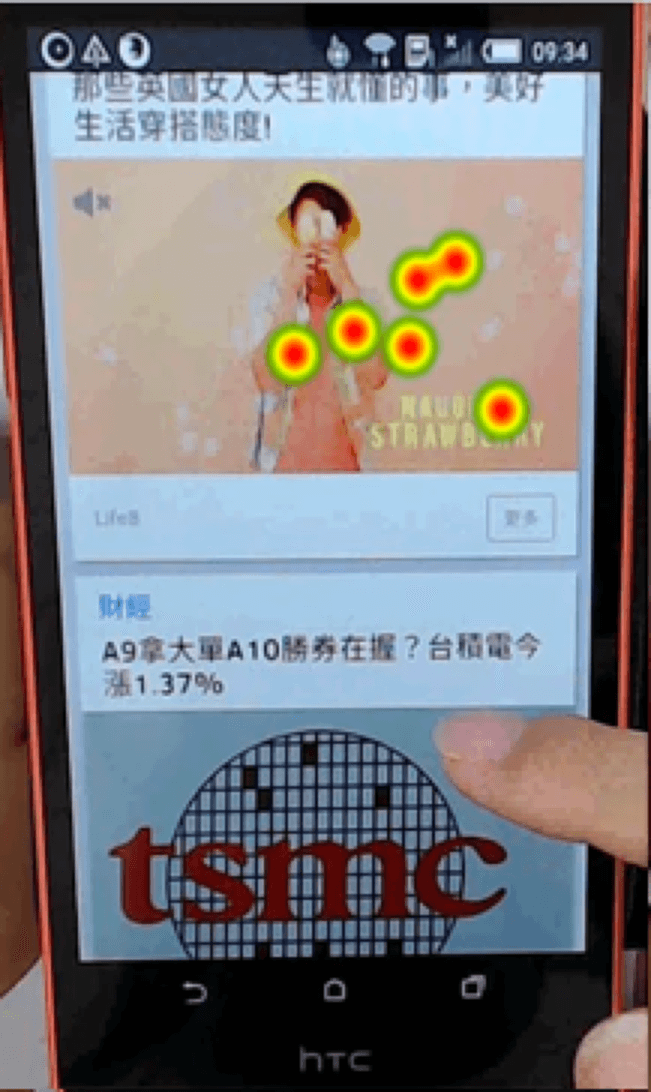 09:34
那些英國女人天生就懂的事，美好
生活穿搭態度!
STRAWB
LifeB
更多
財經
A9拿大單A10勝券在握？台積電今
漲1.37%
tsmc
hTC